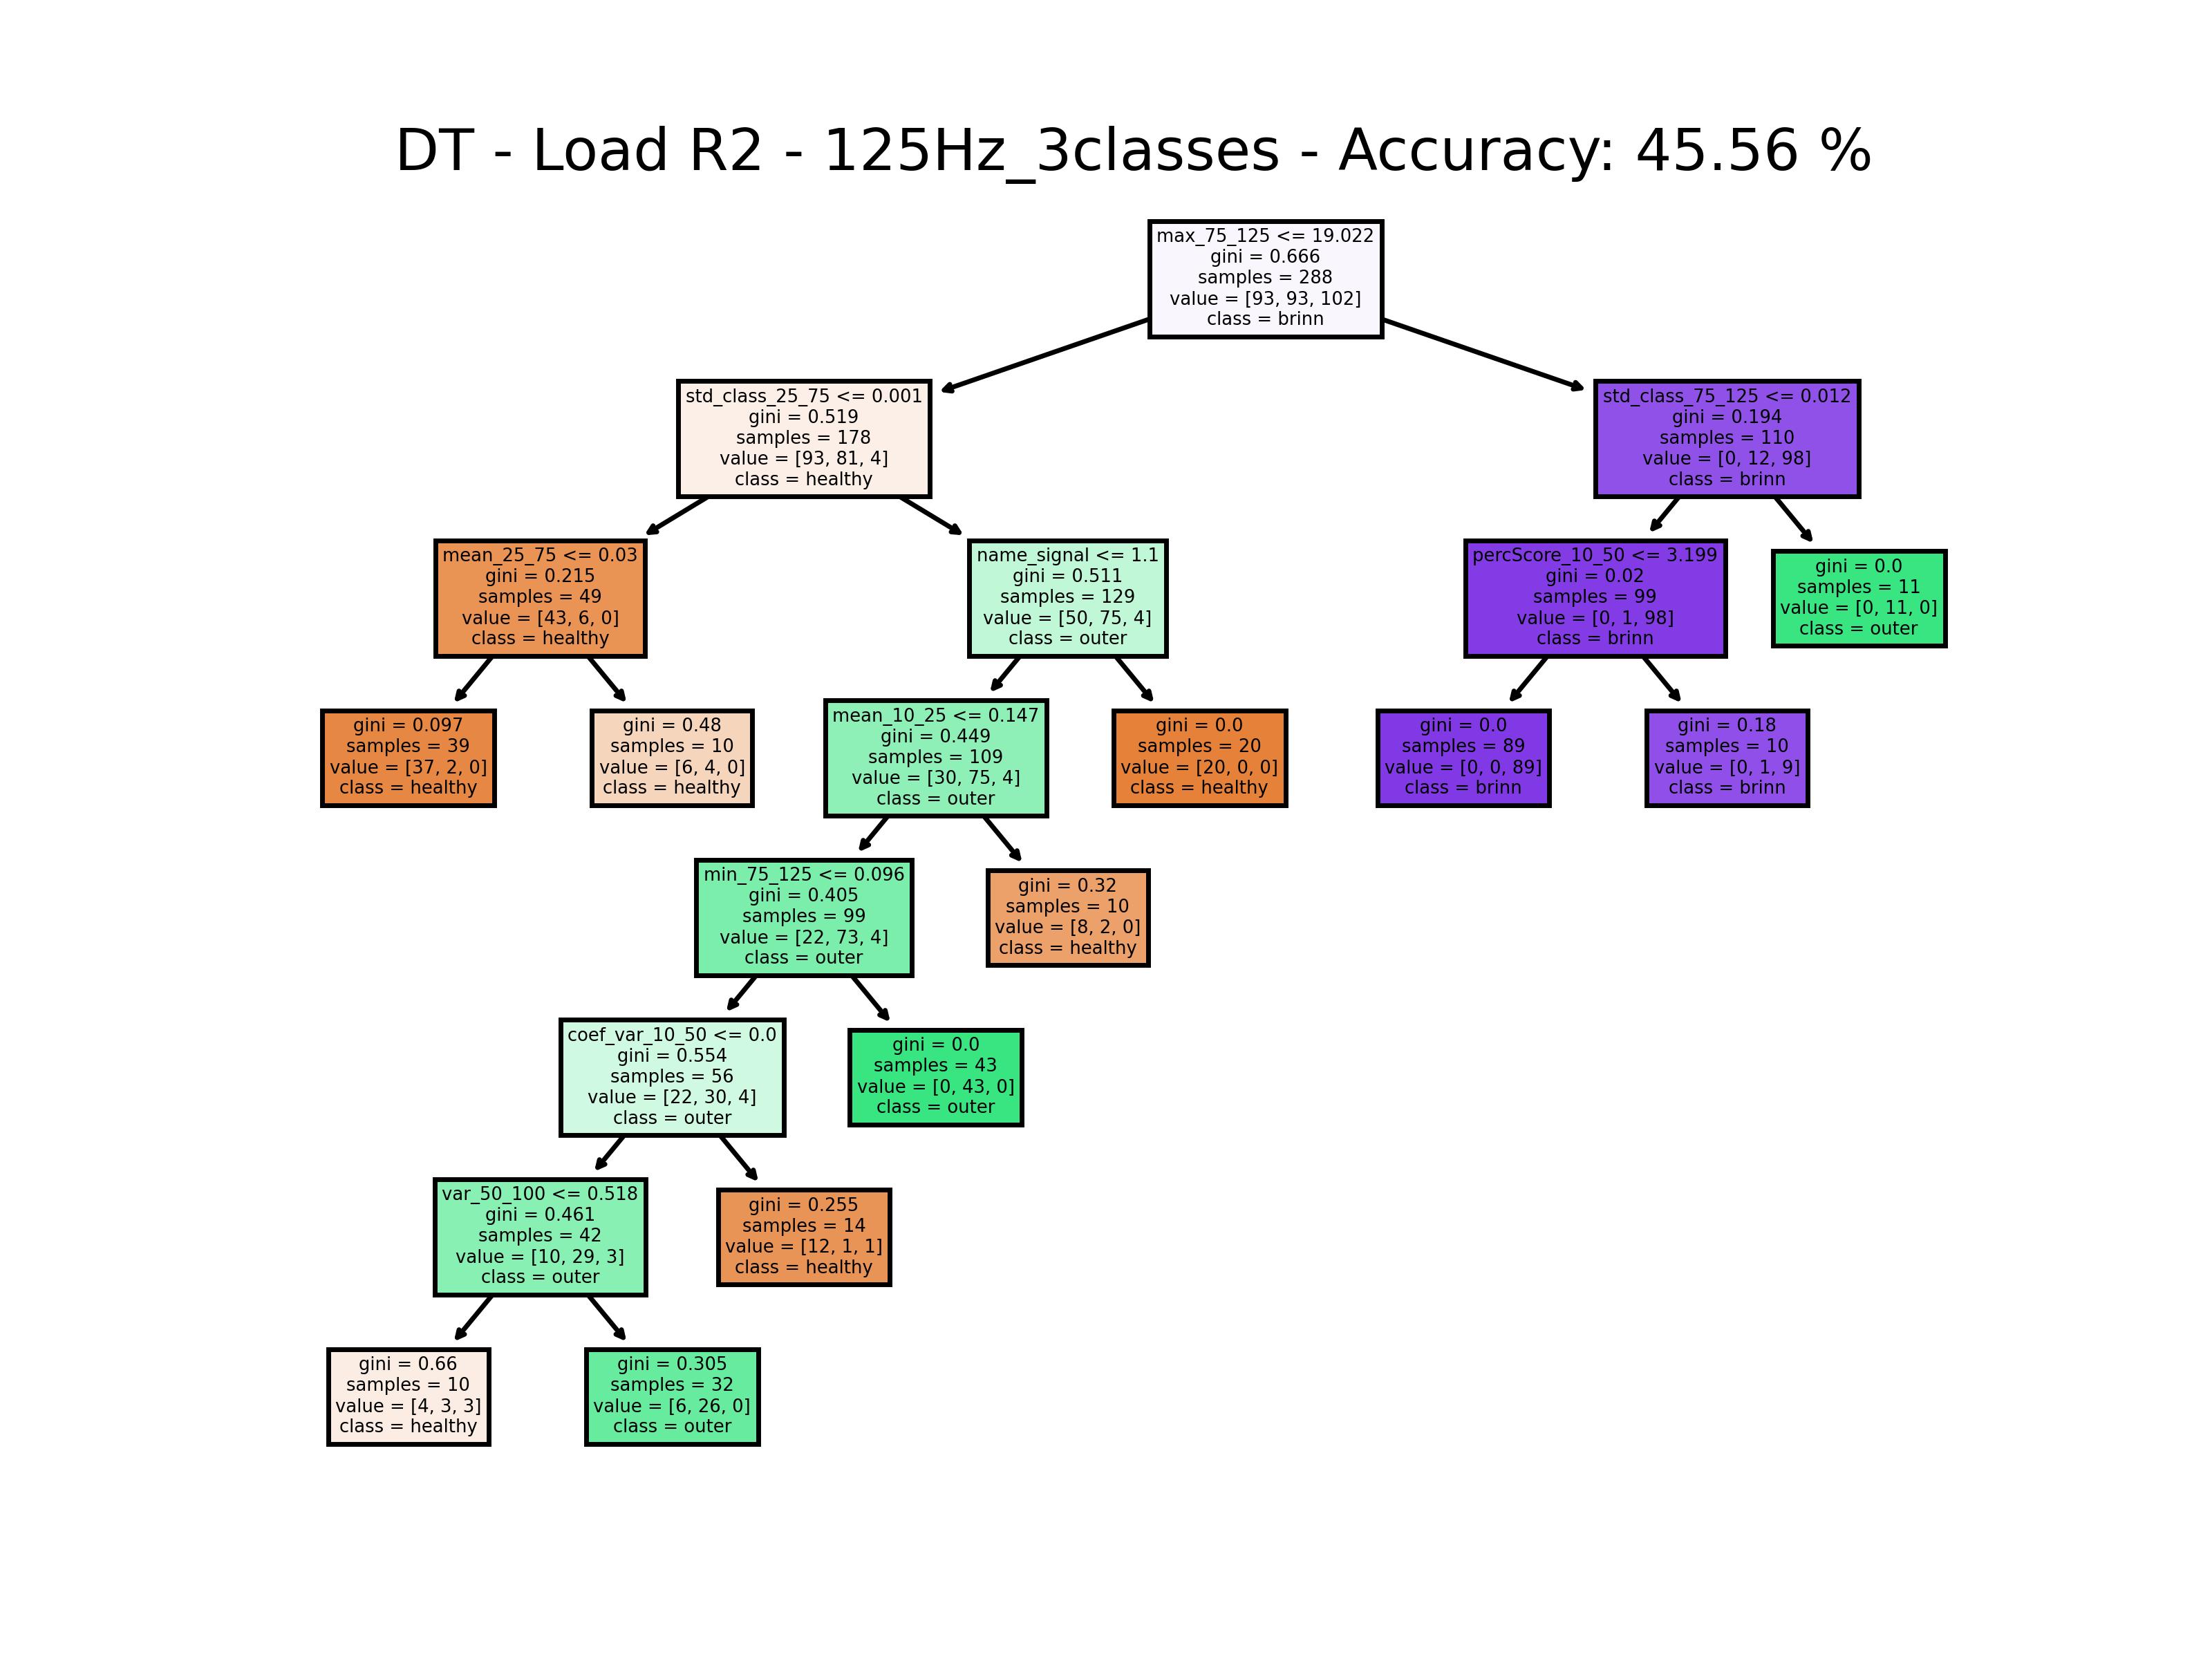 DT - Load R2 - 125Hz_3classes - Accuracy: 45.56 %
max_75_125 <= 19.022
gini = 0.666
samples = 288
value = [93, 93, 102]
class = brinn
std_class_25_75 <= 0.001
gini = 0.519
samples = 178
value = [93, 81, 4]
class = healthy
std_class_75_125 <= 0.012
gini = 0.194
samples = 110
value = [0, 12, 98]
class = brinn
mean_25_75 <= 0.03
gini = 0.215
samples = 49
value = [43, 6, 0]
class = healthy
name_signal <= 1.1
gini = 0.511
samples = 129
value = [50, 75, 4]
class = outer
percScore_10_50 <= 3.199
gini = 0.02
samples = 99
value = [0, 1, 98]
class = brinn
gini = 0.0
samples = 11
value = [0, 11, 0]
class = outer
gini = 0.097
samples = 39
value = [37, 2, 0]
class = healthy
gini = 0.48
samples = 10
value = [6, 4, 0]
class = healthy
mean_10_25 <= 0.147
gini = 0.449
samples = 109
value = [30, 75, 4]
class = outer
gini = 0.0
samples = 20
value = [20, 0, 0]
class = healthy
gini = 0.0
samples = 89
value = [0, 0, 89]
class = brinn
gini = 0.18
samples = 10
value = [0, 1, 9]
class = brinn
min_75_125 <= 0.096
gini = 0.405
samples = 99
value = [22, 73, 4]
class = outer
gini = 0.32
samples = 10
value = [8, 2, 0]
class = healthy
coef_var_10_50 <= 0.0
gini = 0.554
samples = 56
value = [22, 30, 4]
class = outer
gini = 0.0
samples = 43
value = [0, 43, 0]
class = outer
var_50_100 <= 0.518
gini = 0.461
samples = 42
value = [10, 29, 3]
class = outer
gini = 0.255
samples = 14
value = [12, 1, 1]
class = healthy
gini = 0.66
samples = 10
value = [4, 3, 3]
class = healthy
gini = 0.305
samples = 32
value = [6, 26, 0]
class = outer